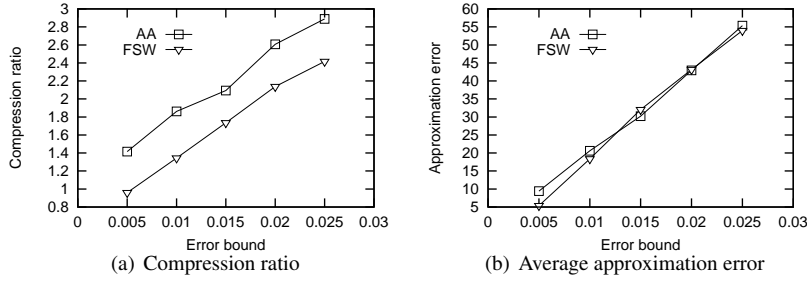 3
2.8
2.6
2.4
2.2
2
1.8
1.6
1.4
1.2
1
0.8
Compression ratio
AA
FSW
0 0.005 0.01 0.015 0.02 0.025 0.03
Error bound
(a) Compression ratio
60
55
50
45
40
35
30
25
20
15
10
5
Approximation error
AA
FSW
0 0.005 0.01 0.015 0.02 0.025 0.03
Error bound
(b) Average approximation error